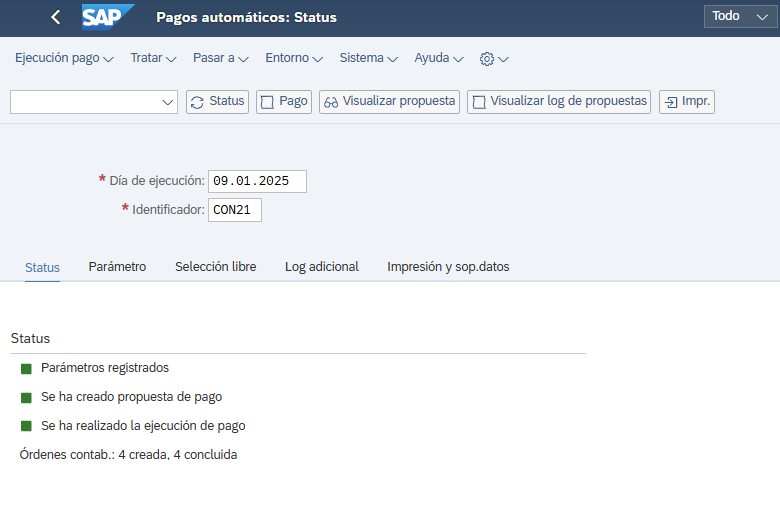 SAP Pagos automáticos: Status Todo
Ejecución pago Tratar Pasar a Entorno Sistema Ayuda
Status Pago Visualizar propuesta Visualizar log de propuestas Impr.
* Día de ejecución: 09.01.2025
* Identificador: CON21
Status Parámetro Selección libre Log adicional Impresión y sop.datos
Status
Parámetros registrados
Se ha creado propuesta de pago
Se ha realizado la ejecución de pago
Órdenes contab.: 4 creada, 4 concluida